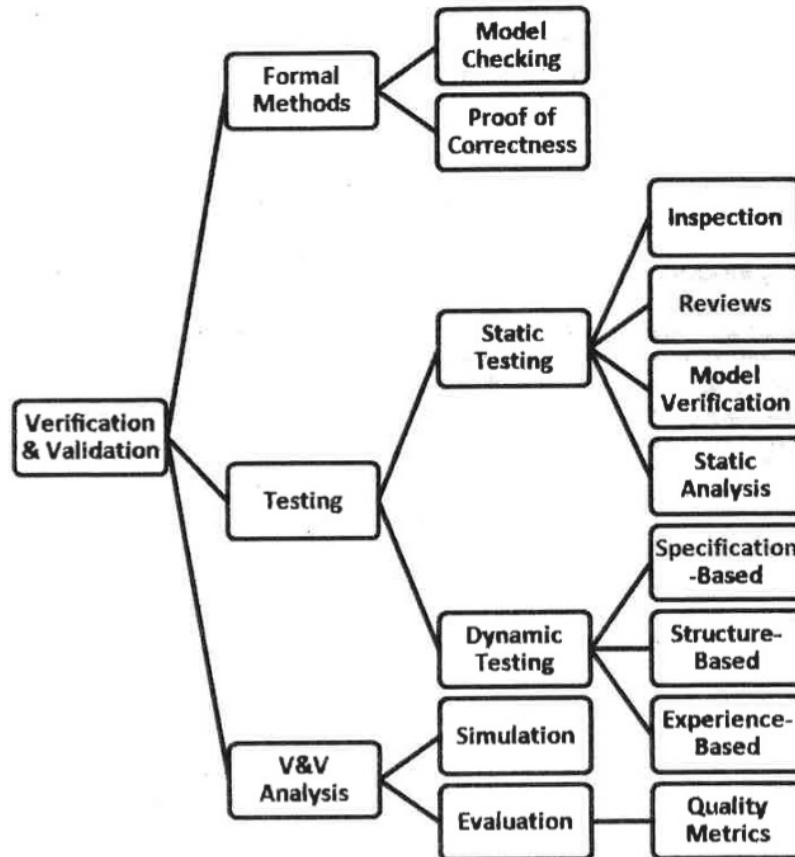 Model
Checking
Formal
Methods
Proof of
Correctness
Inspection
Reviews
Static
Testing
Model
Verification
Verification
& Validation
Static
Analysis
Testing
Specification
-Based
Dynamic
Testing
Structure-
Based
Simulation
Experience-
Based
V&V
Analysis
Evaluation
Quality
Metrics